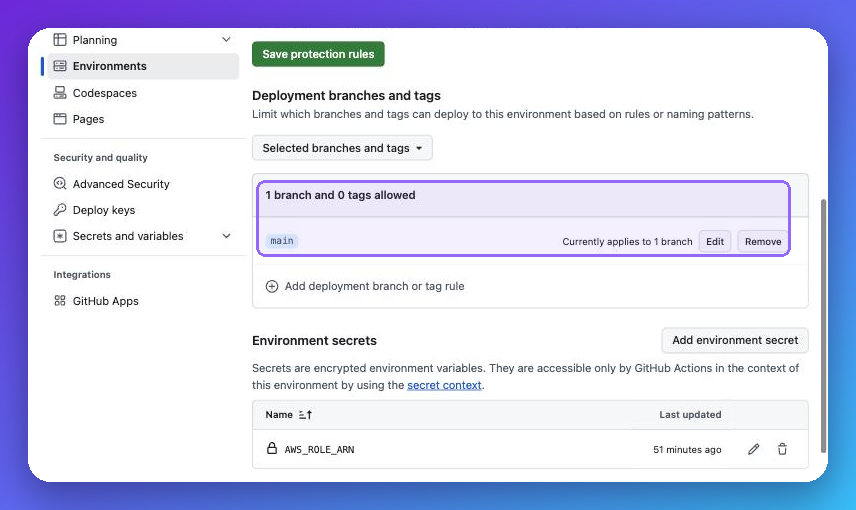 Planning
Environments
Codespaces
Pages
Security and quality
Advanced Security
Deploy keys
Secrets and variables
Integrations
GitHub Apps
Save protection rules
Deployment branches and tags
Limit which branches and tags can deploy to this environment based on rules or naming patterns.
Selected branches and tags
1 branch and 0 tags allowed
main Currently applies to 1 branch Edit Remove
Add deployment branch or tag rule
Environment secrets Add environment secret
Secrets are encrypted environment variables. They are accessible only by GitHub Actions in the context of
this environment by using the secret context.
Name Last updated
AWS_ROLE_ARN 51 minutes ago